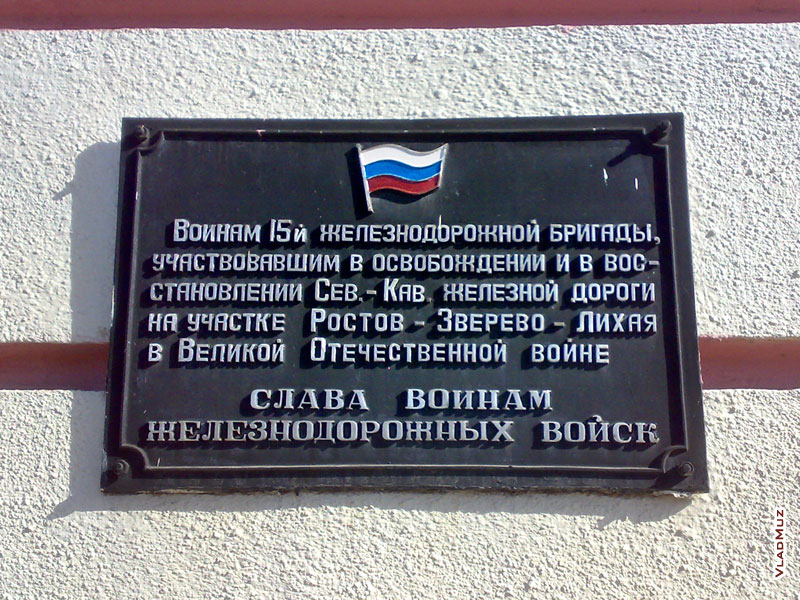 Воинам 15й железнодорожной бригады,
участвовавшим в освобождении и в вос-
становлении Сев.-Кав. железной дороги
на участке Ростов - Зверево - Лихая
в Великой Отечественной войне
СЛАВА ВОИНАМ
ЖЕЛЕЗНОДОРОЖНЫХ ВОЙСК
VladMuz